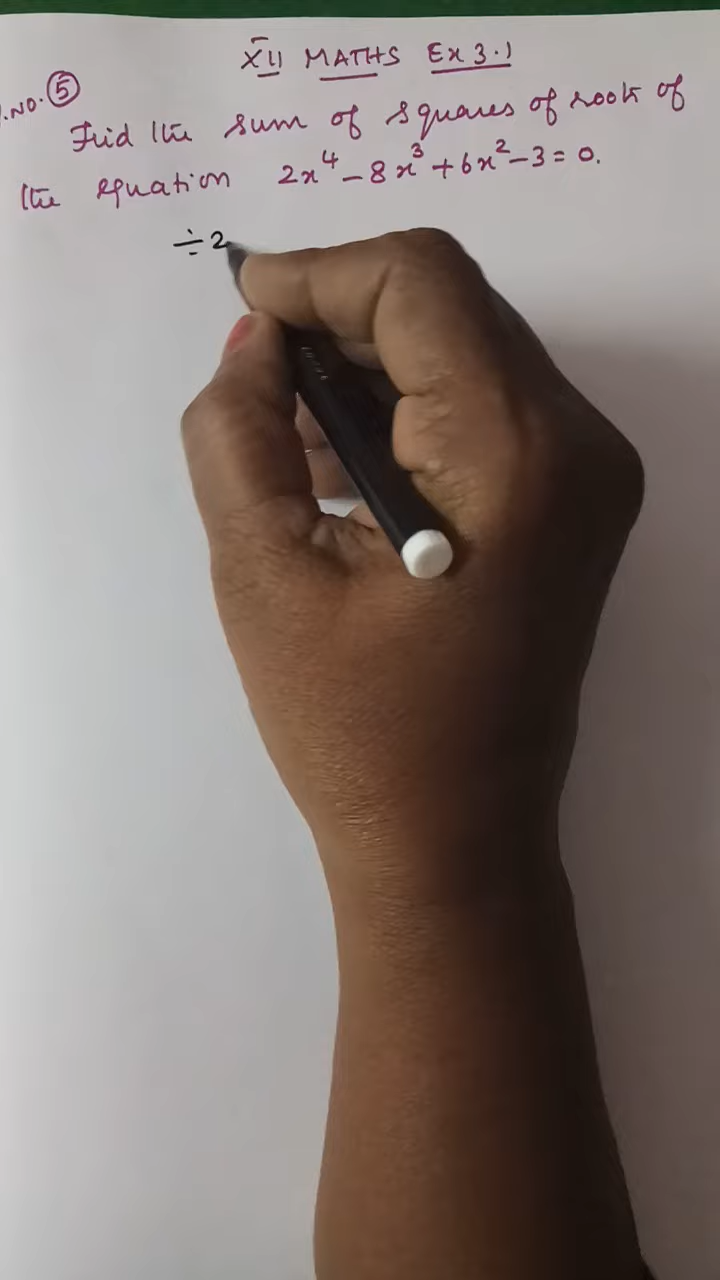 XII MATHS Ex 3.1
.NO. 5
Find the sum of squares of roots of
the equation 2x⁴ - 8x³ + 6x² - 3 = 0.
÷ 2